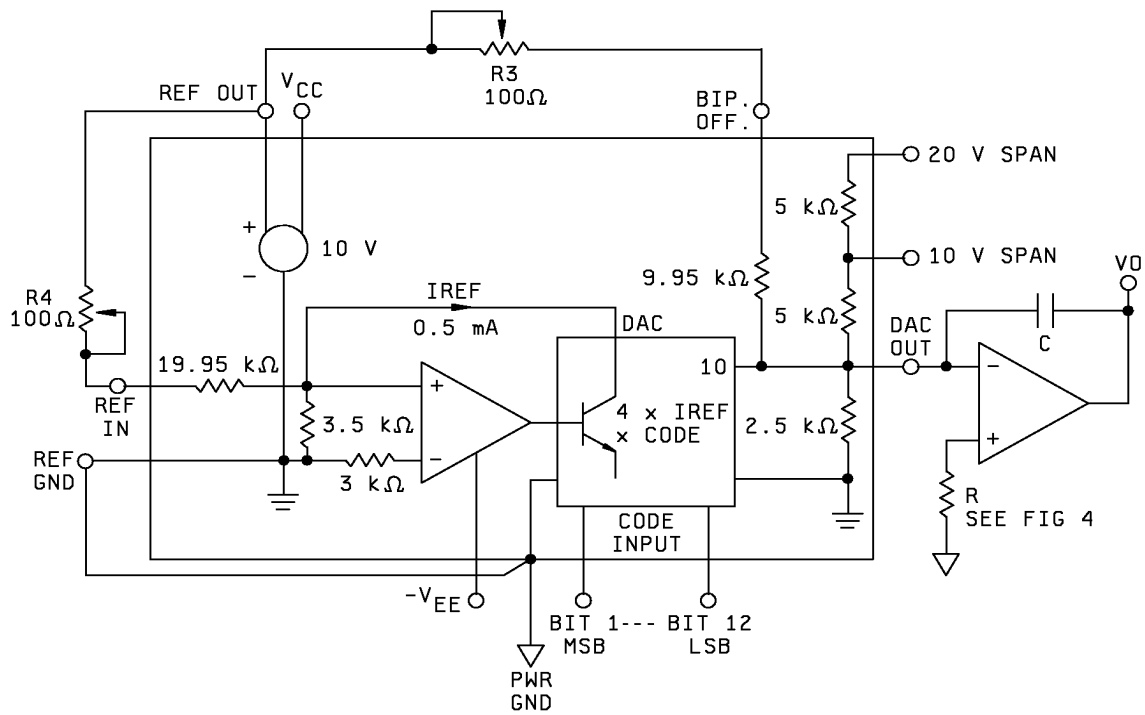 R3
100Ω
REF OUT
VCC
BIP.
OFF.
20 V SPAN
5 kΩ
+
10 V
-
10 V SPAN
9.95 kΩ
VO
R4
100Ω
IREF
0.5 mA
5 kΩ
DAC
DAC
OUT
C
19.95 kΩ
10
REF
IN
+
-
4 x IREF
x CODE
3.5 kΩ
2.5 kΩ
-
+
REF
GND
3 kΩ
R
SEE FIG 4
CODE
INPUT
-VEE
BIT 1--- BIT 12
MSB
LSB
PWR
GND